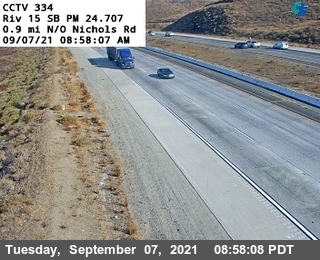 CCTV 334
Riv 15 SB PM 24.707
0.9 mi N/O Nichols Rd
09/07/21 08:58:07 AM
Tuesday, September 07, 2021 08:58:08 PDT